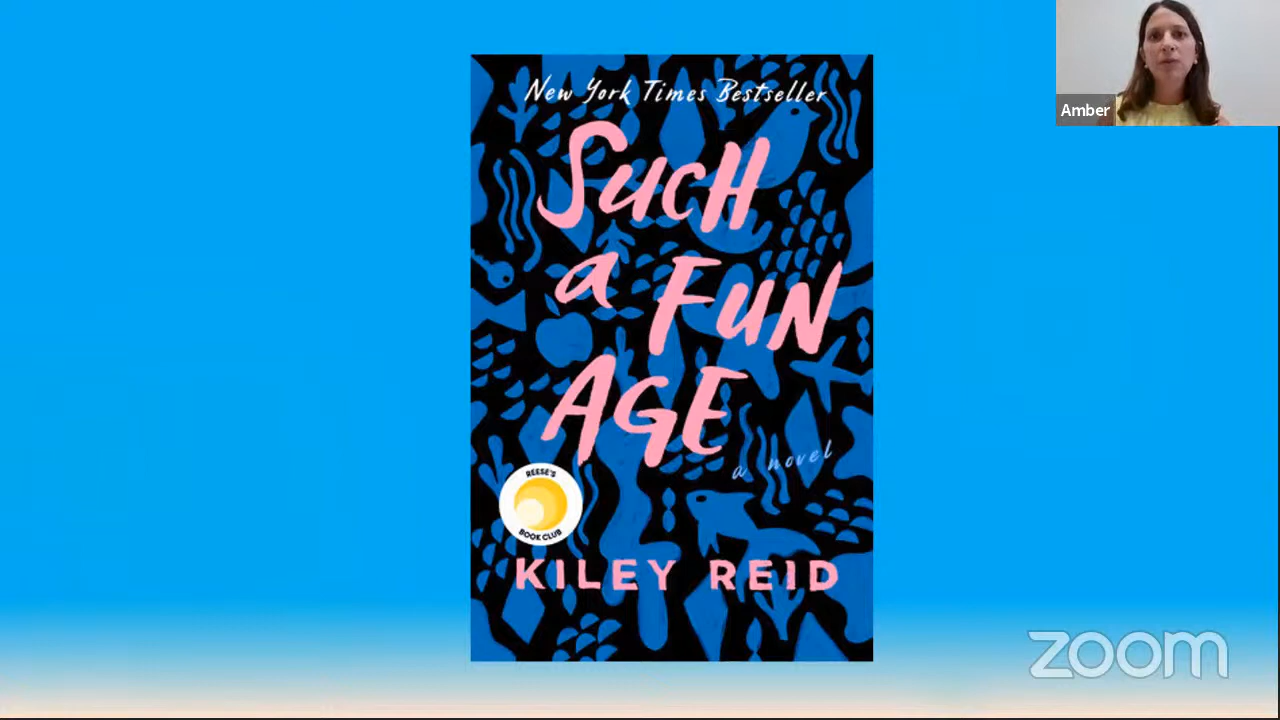 New York Times Bestseller
SUCH
a FUN
AGE
a novel
REESE'S
BOOK CLUB
KILEY REID
Amber
zoom